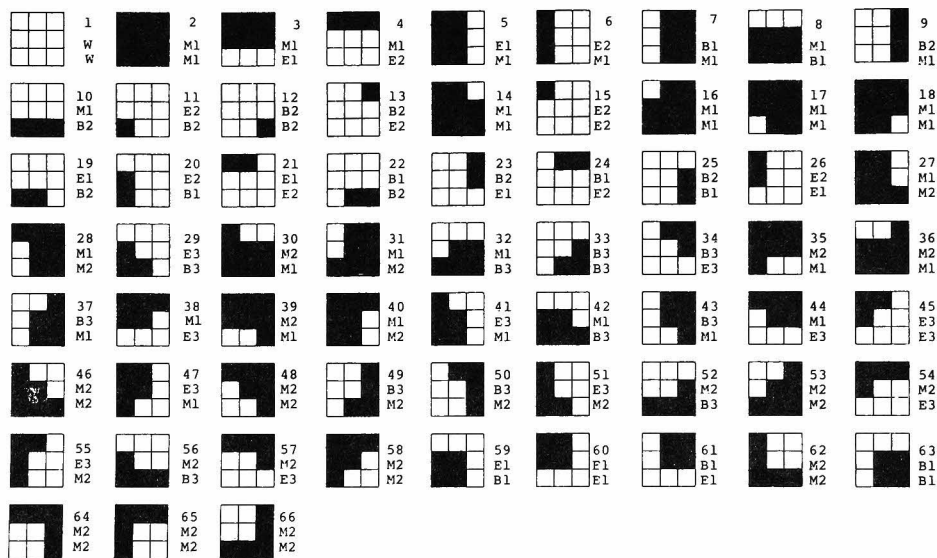 1 2 3 4 5 6 7 8 9
W M1 M1 M1 E1 E2 B1 M1 B2
W M1 E1 E2 M1 M1 M1 B1 M1
10 11 12 13 14 15 16 17 18
M1 E2 B2 B2 M1 E2 M1 M1 M1
B2 B2 B2 E2 M1 E2 M1 M1 M1
19 20 21 22 23 24 25 26 27
E1 E2 E1 B1 B2 B1 B2 E2 M1
B2 B1 E2 B2 E1 E2 B1 E1 M2
28 29 30 31 32 33 34 35 36
M1 E3 M2 M1 M1 B3 B3 M2 M2
M2 B3 M1 M2 B3 B3 E3 M1 M1
37 38 39 40 41 42 43 44 45
B3 M1 M2 M1 E3 M1 B3 M1 E3
M1 E3 M1 M2 M1 B3 M1 E3 E3
46 47 48 49 50 51 52 53 54
M2 E3 M2 B3 B3 E3 M2 M2 M2
M2 M1 M2 M2 M2 M2 B3 M2 E3
55 56 57 58 59 60 61 62 63
E3 M2 M2 M2 E1 E1 B1 M2 B1
M2 B3 E3 M2 B1 E1 E1 M2 B1
64 65 66
M2 M2 M2
M2 M2 M2